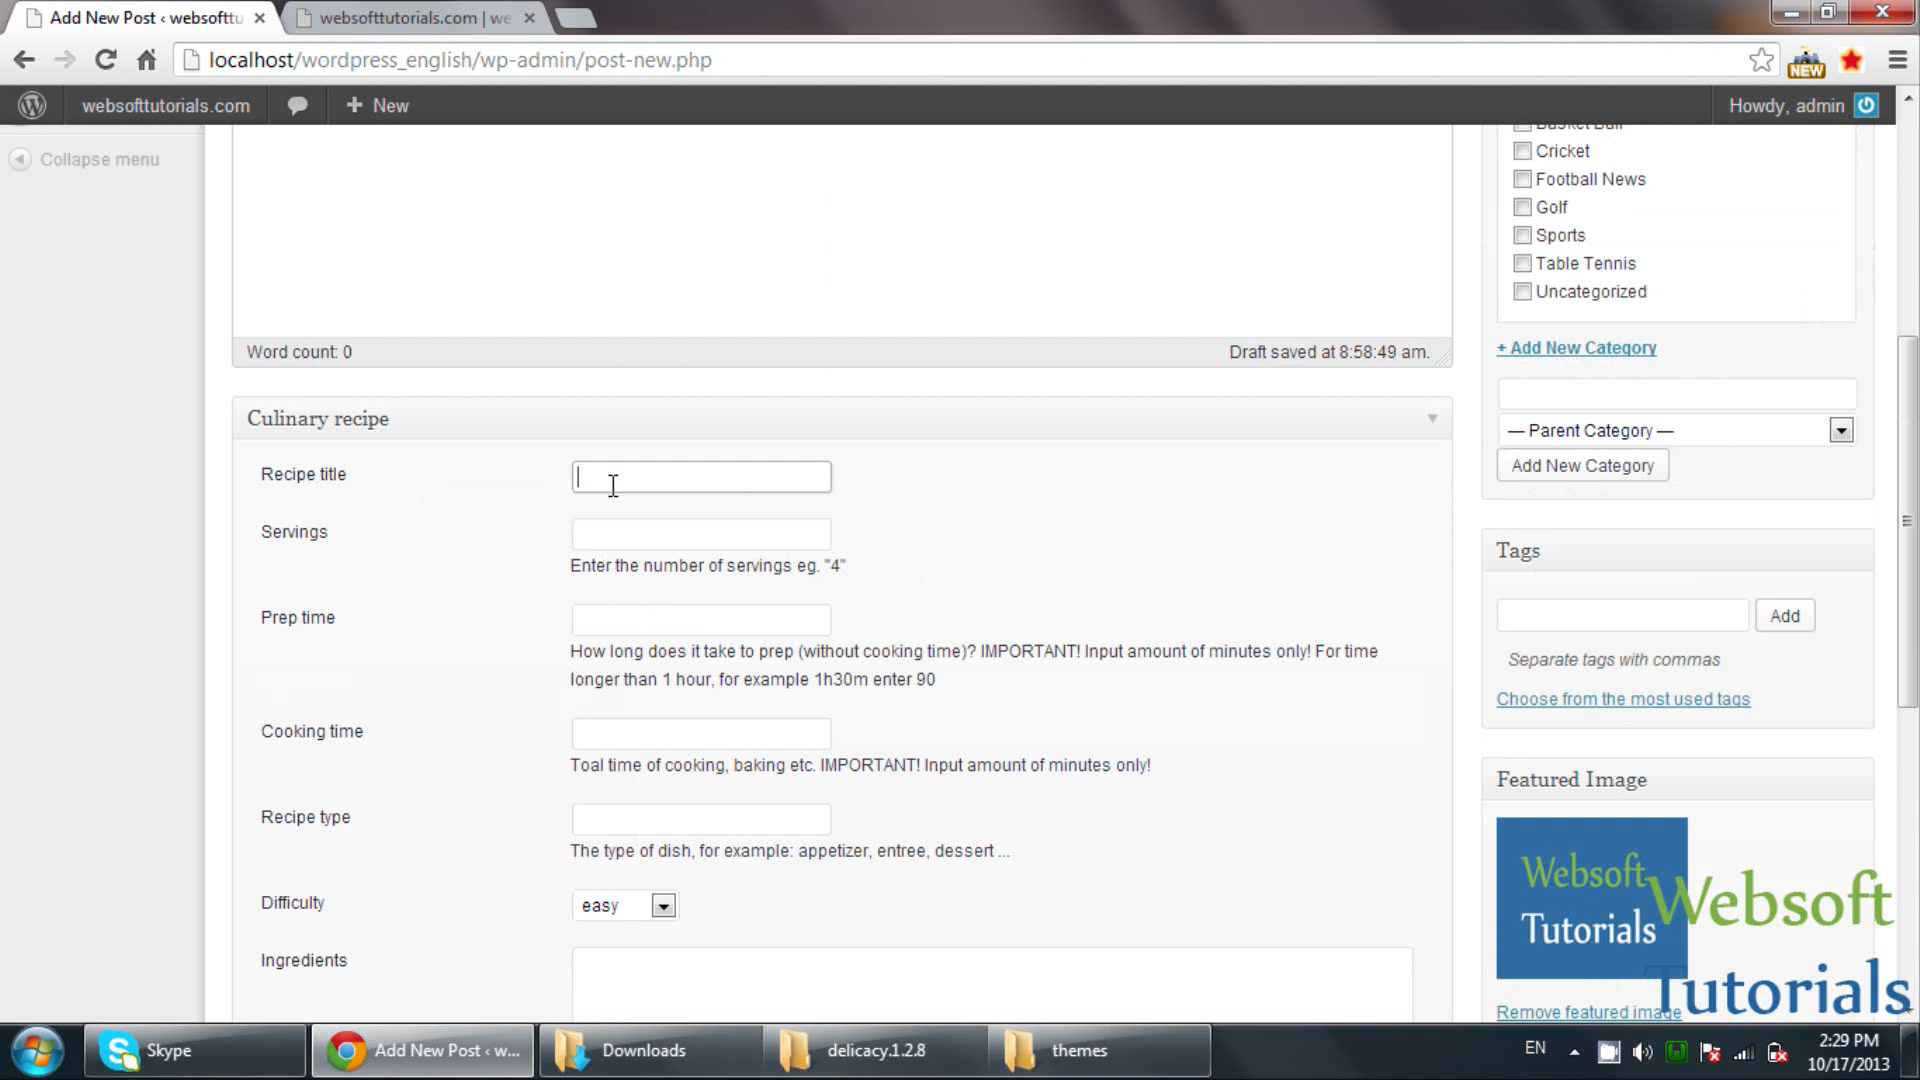 Add New Post ‹ websofttu
websofttutorials.com | we
localhost/wordpress_english/wp-admin/post-new.php
NEW
websofttutorials.com
+ New
Howdy, admin
Collapse menu
Basket Ball
Cricket
Football News
Golf
Sports
Table Tennis
Uncategorized
Word count: 0
Draft saved at 8:58:49 am.
+ Add New Category
— Parent Category —
Add New Category
Culinary recipe
Recipe title
Servings
Enter the number of servings eg. "4"
Prep time
How long does it take to prep (without cooking time)? IMPORTANT! Input amount of minutes only! For time
longer than 1 hour, for example 1h30m enter 90
Cooking time
Toal time of cooking, baking etc. IMPORTANT! Input amount of minutes only!
Recipe type
The type of dish, for example: appetizer, entree, dessert ...
Difficulty
easy
Ingredients
Tags
Add
Separate tags with commas
Choose from the most used tags
Featured Image
Websoft
Tutorials
Websoft
Tutorials
Remove featured image
Skype
Add New Post ‹ w...
Downloads
delicacy.1.2.8
themes
EN
2:29 PM
10/17/2013